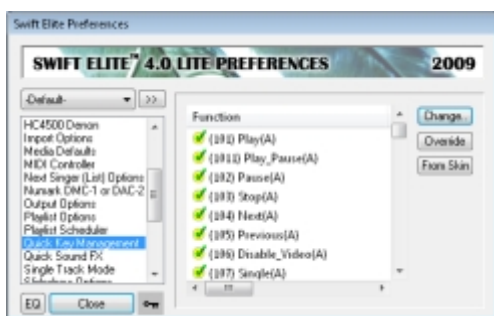 Swift Elite Preferences
SWIFT ELITE™ 4.0 LITE PREFERENCES 2009
-Default- >>
HC4500 Denon
Import Options
Media Defaults
MIDI Controller
Next Singer (List) Options
Numark DMC-1 or DAC-2
Output Options
Playlist Options
Playlist Scheduler
Quick Key Management
Quick Sound FX
Single Track Mode
Slideshow Options
EQ Close
Function
(101) Play(A)
(1011) Play_Pause(A)
(102) Pause(A)
(103) Stop(A)
(104) Next(A)
(105) Previous(A)
(106) Disable_Video(A)
(107) Single(A)
Change...
Override
From Skin